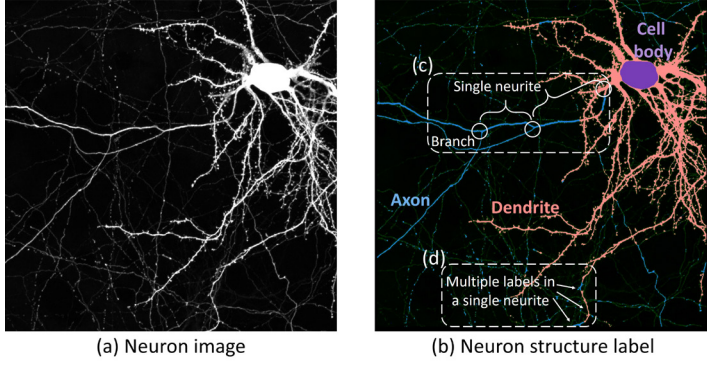 Cell
body
(c)
Single neurite
Branch
Axon
Dendrite
(d)
Multiple labels in
a single neurite
(a) Neuron image
(b) Neuron structure label